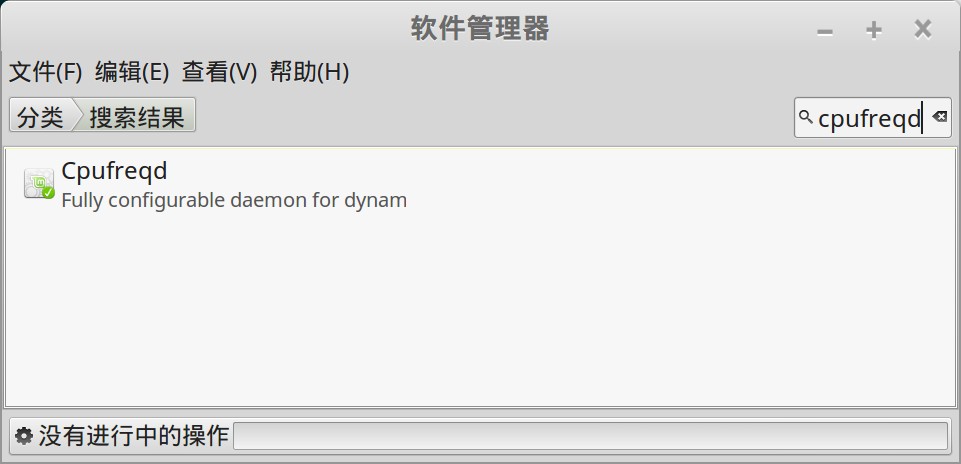 软件管理器
文件(F) 编辑(E) 查看(V) 帮助(H)
分类 搜索结果 cpufreqd
Cpufreqd
Fully configurable daemon for dynam
没有进行中的操作